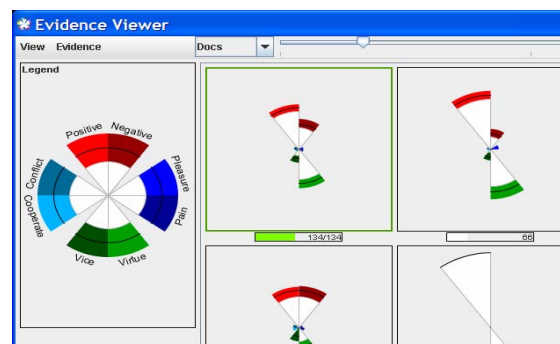 Evidence Viewer
View Evidence Docs
Legend
Positive Negative
Conflict Pleasure
Cooperate Pain
Vice Virtue
134/134 66